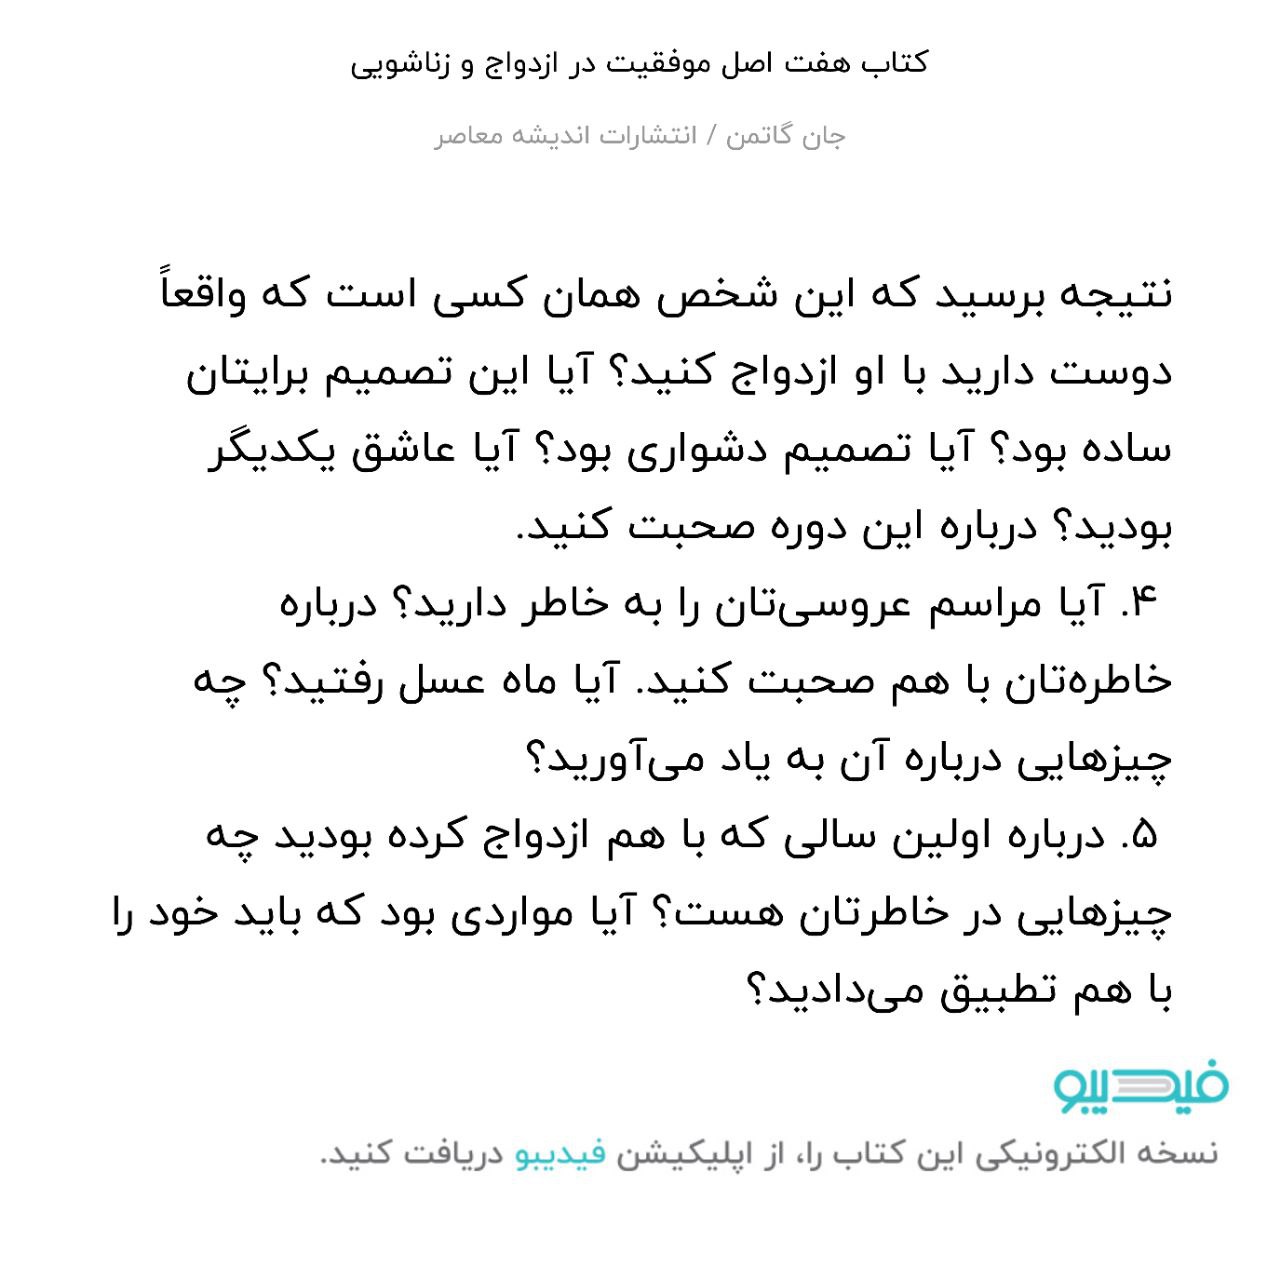 کتاب هفت اصل موفقیت در ازدواج و زناشویی
جان گاتمن / انتشارات اندیشه معاصر
نتیجه برسید که این شخص همان کسی است که واقعاً
دوست دارید با او ازدواج کنید؟ آیا این تصمیم برایتان
ساده بود؟ آیا تصمیم دشواری بود؟ آیا عاشق یکدیگر
بودید؟ درباره این دوره صحبت کنید.
۴. آیا مراسم عروسی‌تان را به خاطر دارید؟ درباره
خاطره‌تان با هم صحبت کنید. آیا ماه عسل رفتید؟ چه
چیزهایی درباره آن به یاد می‌آورید؟
۵. درباره اولین سالی که با هم ازدواج کرده بودید چه
چیزهایی در خاطرتان هست؟ آیا مواردی بود که باید خود را
با هم تطبیق می‌دادید؟
فیدیبو
نسخه الکترونیکی این کتاب را، از اپلیکیشن فیدیبو دریافت کنید.